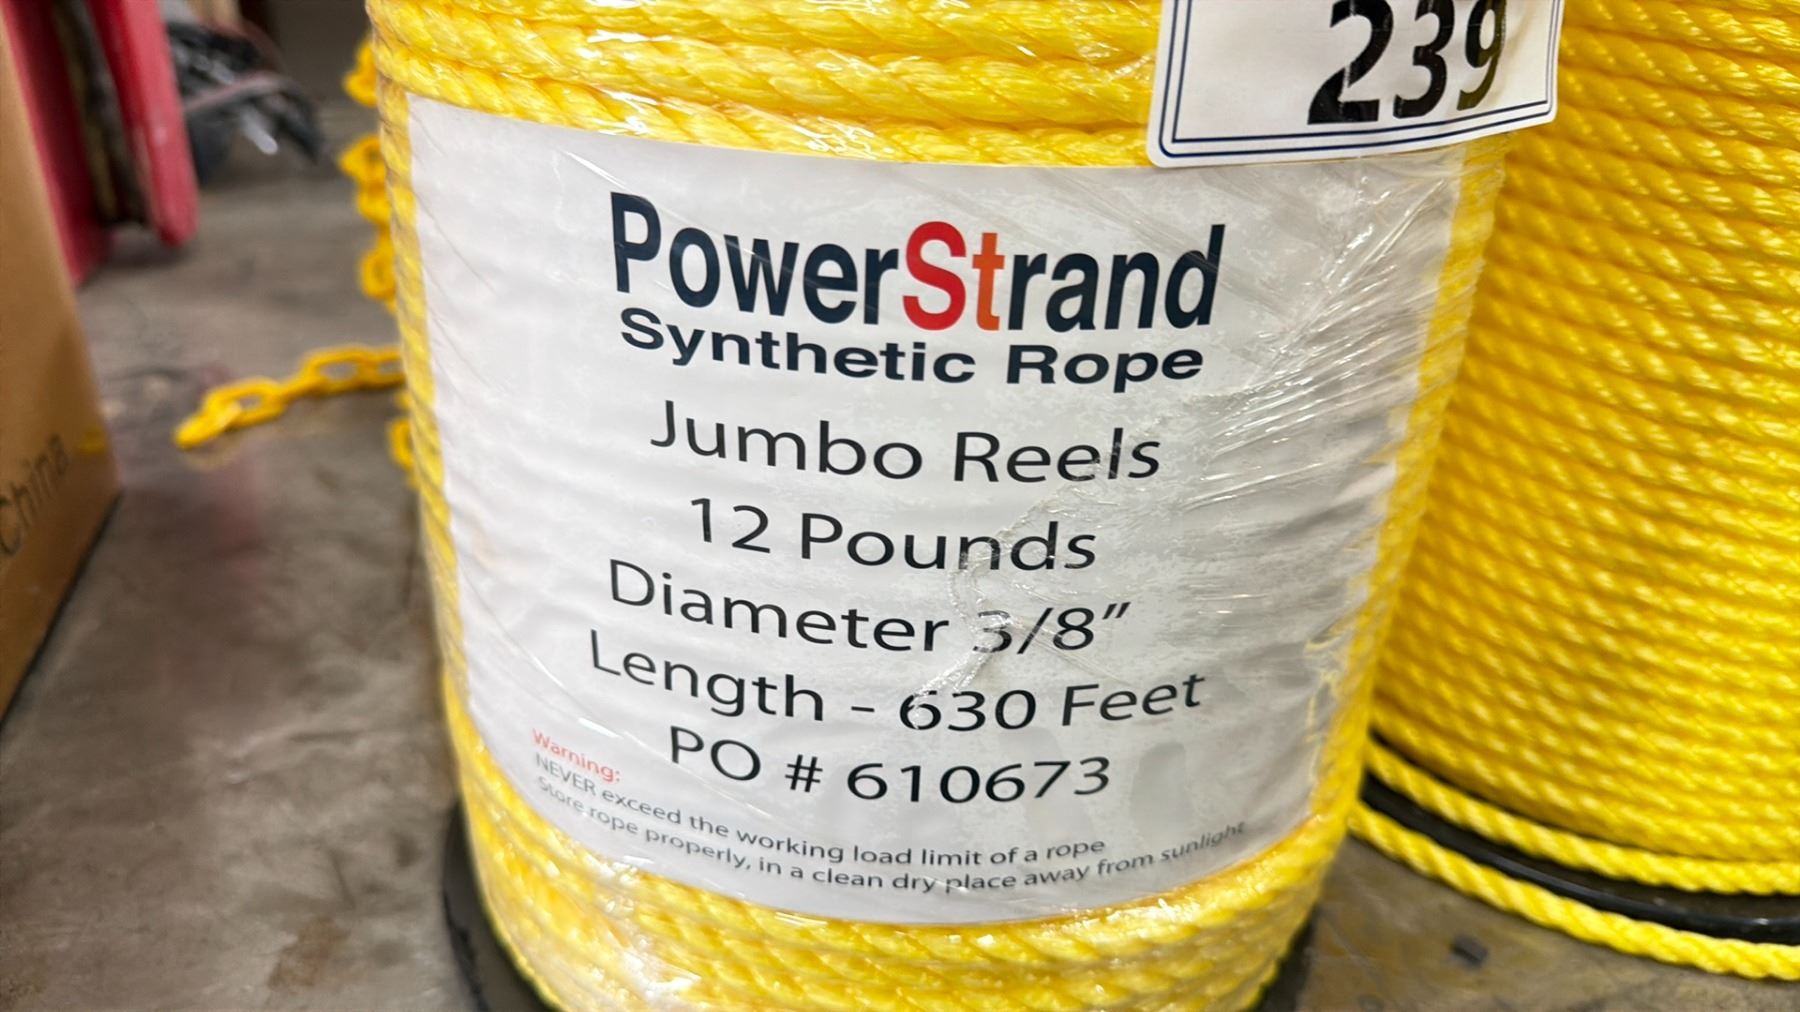 239
PowerStrand
Synthetic Rope
Jumbo Reels
12 Pounds
Diameter 3/8”
Length - 630 Feet
PO # 610673
Warning:
NEVER exceed the working load limit of a rope
Store rope properly, in a clean dry place away from sunlight
China